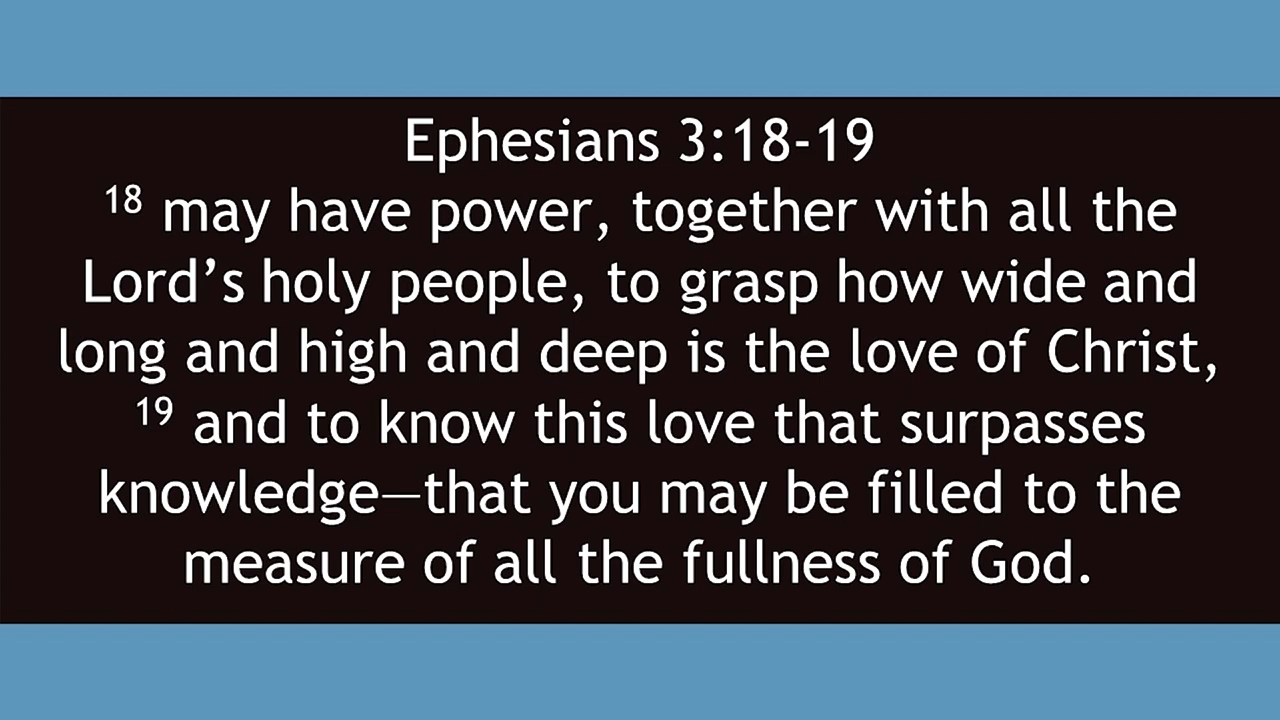 Ephesians 3:18-19
18 may have power, together with all the
Lord’s holy people, to grasp how wide and
long and high and deep is the love of Christ,
19 and to know this love that surpasses
knowledge—that you may be filled to the
measure of all the fullness of God.